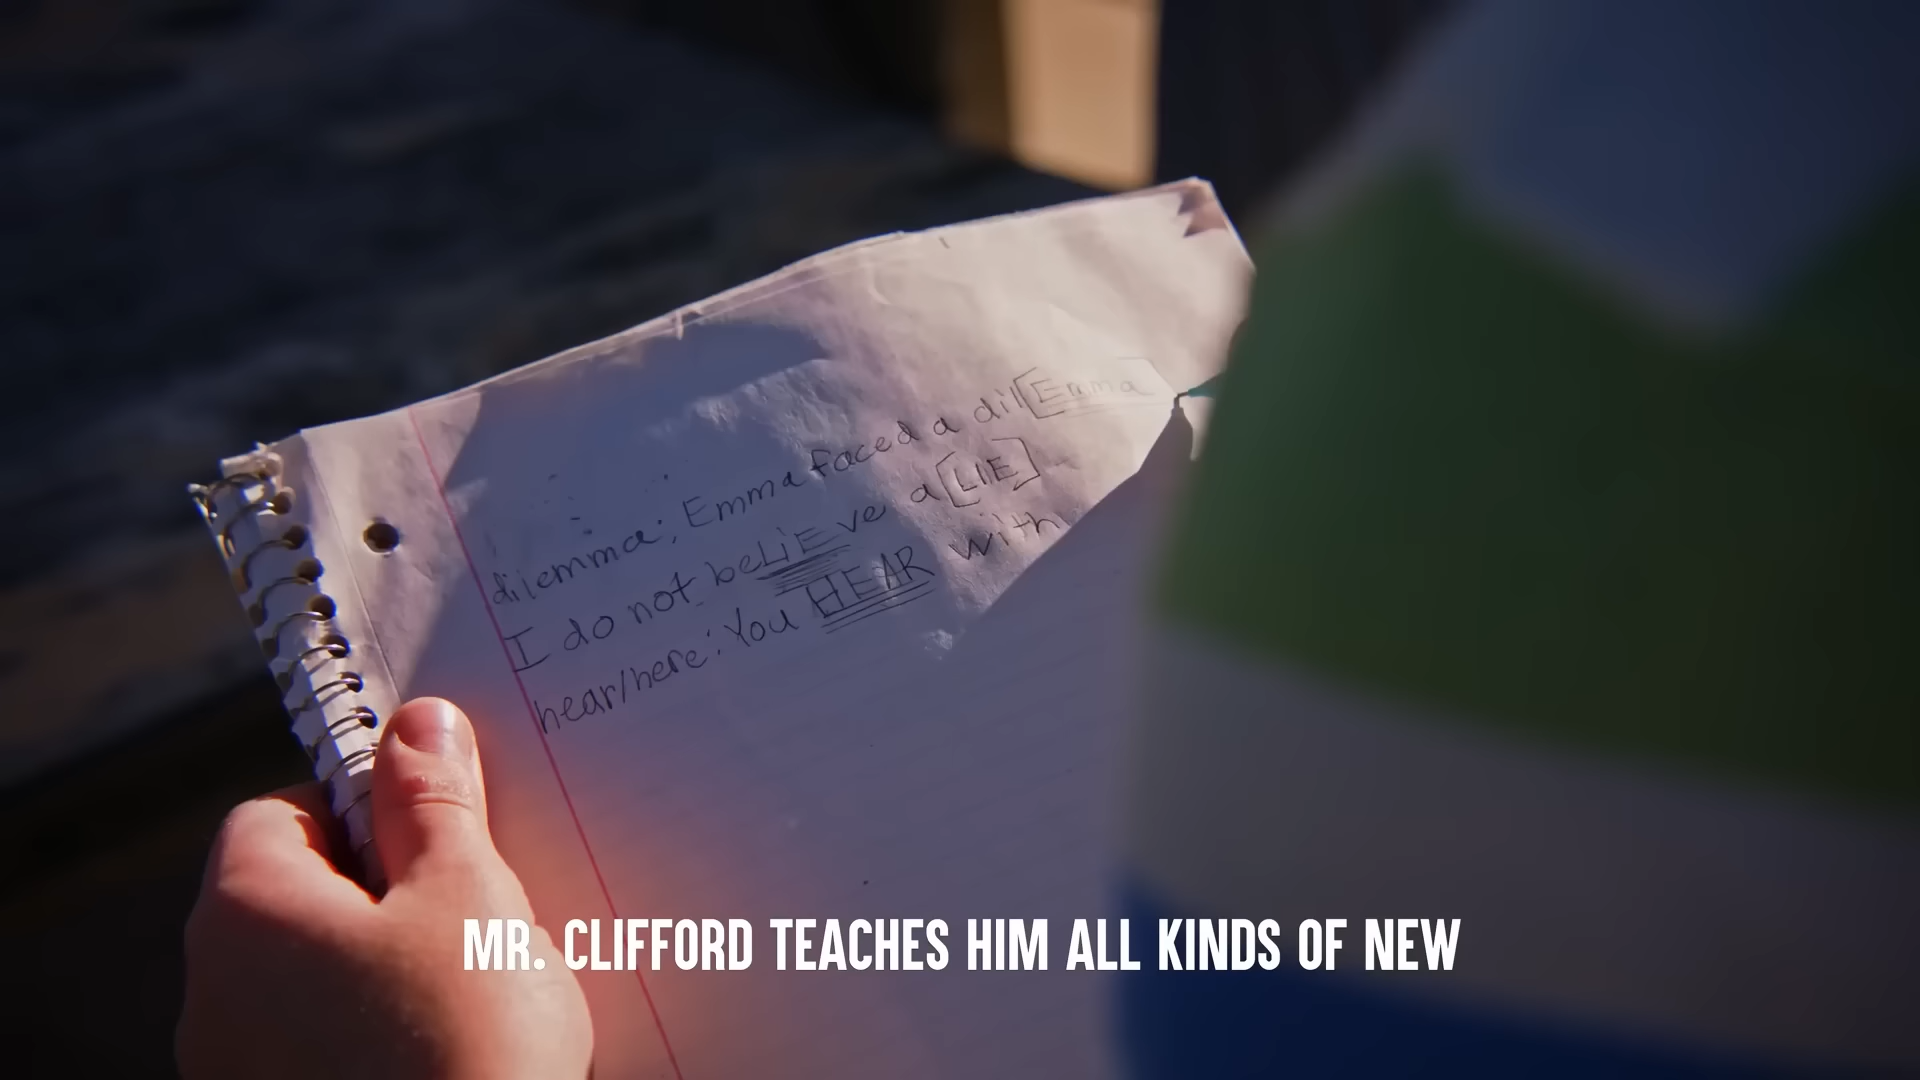 dilemma: Emma faced a dil[Emma
I do not beLIEve a [LIE]
hear/here: You HEAR with
MR. CLIFFORD TEACHES HIM ALL KINDS OF NEW